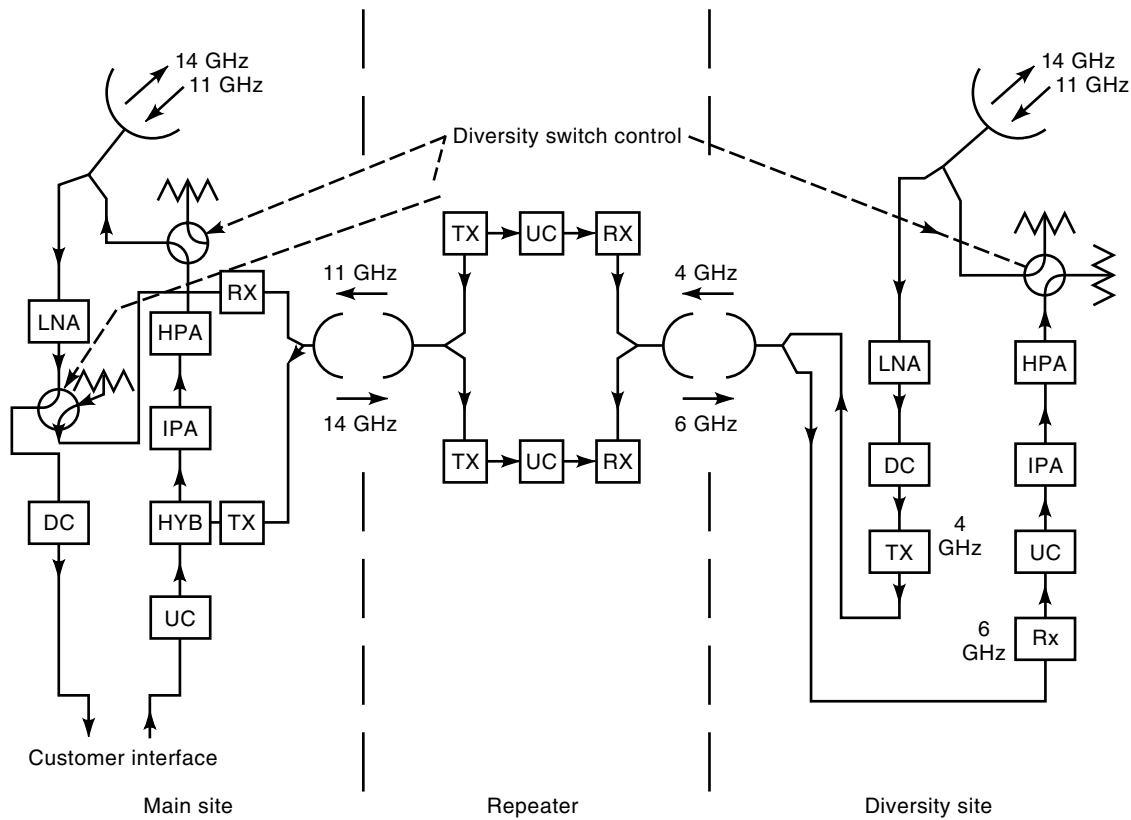 14 GHz
11 GHz
14 GHz
11 GHz
Diversity switch control
TX
UC
RX
11 GHz
4 GHz
RX
LNA
HPA
LNA
HPA
14 GHz
6 GHz
IPA
TX
UC
RX
DC
IPA
DC
HYB
TX
TX
4
GHz
UC
UC
6
GHz
Rx
Customer interface
Main site
Repeater
Diversity site